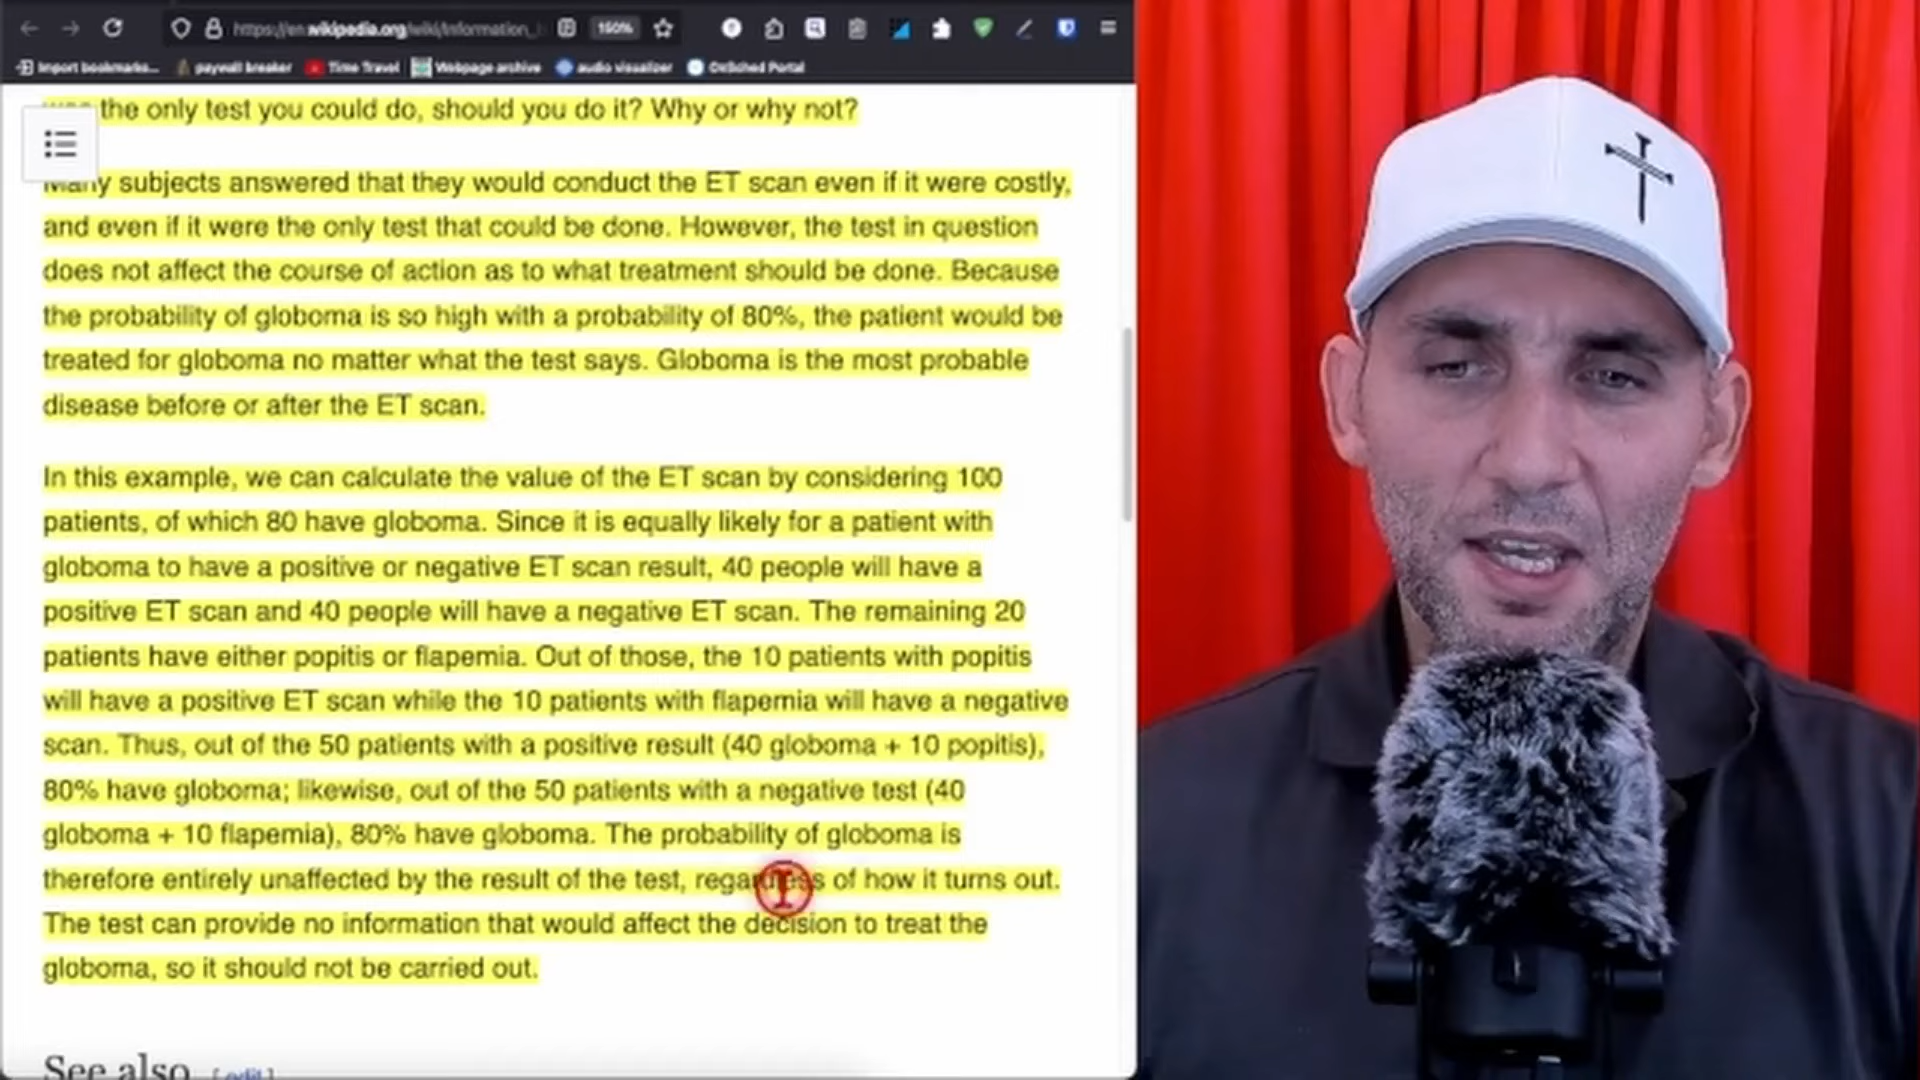 https://en.wikipedia.org/wiki/Information_
150%
Import bookmarks...
paywall breaker
Time Travel
Webpage archive
audio visualizer
OnSched Portal
the only test you could do, should you do it? Why or why not?
Many subjects answered that they would conduct the ET scan even if it were costly,
and even if it were the only test that could be done. However, the test in question
does not affect the course of action as to what treatment should be done. Because
the probability of globoma is so high with a probability of 80%, the patient would be
treated for globoma no matter what the test says. Globoma is the most probable
disease before or after the ET scan.
In this example, we can calculate the value of the ET scan by considering 100
patients, of which 80 have globoma. Since it is equally likely for a patient with
globoma to have a positive or negative ET scan result, 40 people will have a
positive ET scan and 40 people will have a negative ET scan. The remaining 20
patients have either popitis or flapemia. Out of those, the 10 patients with popitis
will have a positive ET scan while the 10 patients with flapemia will have a negative
scan. Thus, out of the 50 patients with a positive result (40 globoma + 10 popitis),
80% have globoma; likewise, out of the 50 patients with a negative test (40
globoma + 10 flapemia), 80% have globoma. The probability of globoma is
therefore entirely unaffected by the result of the test, regardless of how it turns out.
The test can provide no information that would affect the decision to treat the
globoma, so it should not be carried out.
See also [ edit ]